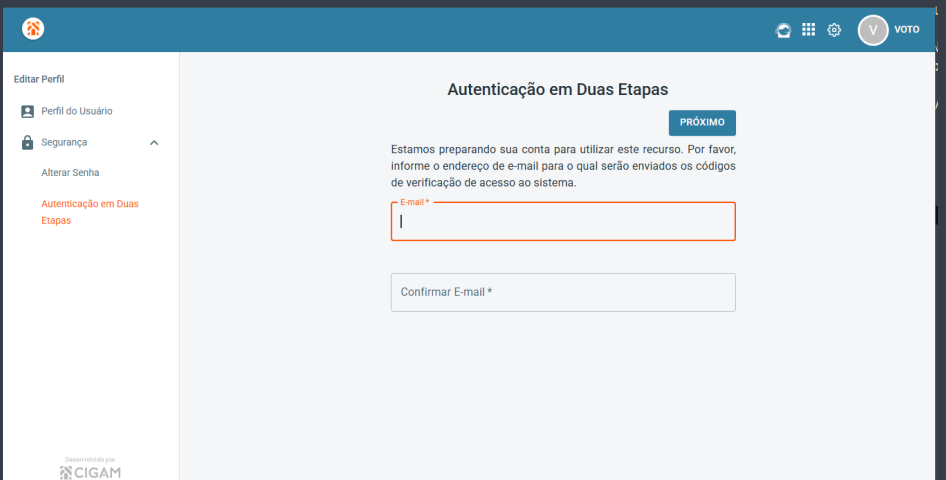 V VOTO
Editar Perfil
Perfil do Usuário
Segurança
Alterar Senha
Autenticação em Duas
Etapas
Autenticação em Duas Etapas
PRÓXIMO
Estamos preparando sua conta para utilizar este recurso. Por favor,
informe o endereço de e-mail para o qual serão enviados os códigos
de verificação de acesso ao sistema.
E-mail *
Confirmar E-mail *
Desenvolvido por
CIGAM